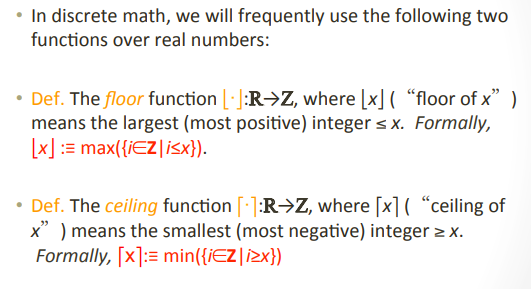 • In discrete math, we will frequently use the following two
functions over real numbers:
• Def. The floor function ⌊·⌋:R→Z, where ⌊x⌋ ( “floor of x” )
means the largest (most positive) integer ≤ x. Formally,
⌊x⌋ :≡ max({i∈Z|i≤x}).
• Def. The ceiling function ⌈·⌉:R→Z, where ⌈x⌉ ( “ceiling of
x” ) means the smallest (most negative) integer ≥ x.
Formally, ⌈x⌉:≡ min({i∈Z|i≥x})